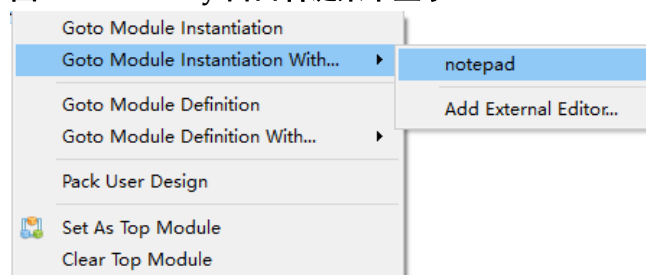 Goto Module Instantiation
Goto Module Instantiation With...
notepad
Add External Editor...
Goto Module Definition
Goto Module Definition With...
Pack User Design
Set As Top Module
Clear Top Module